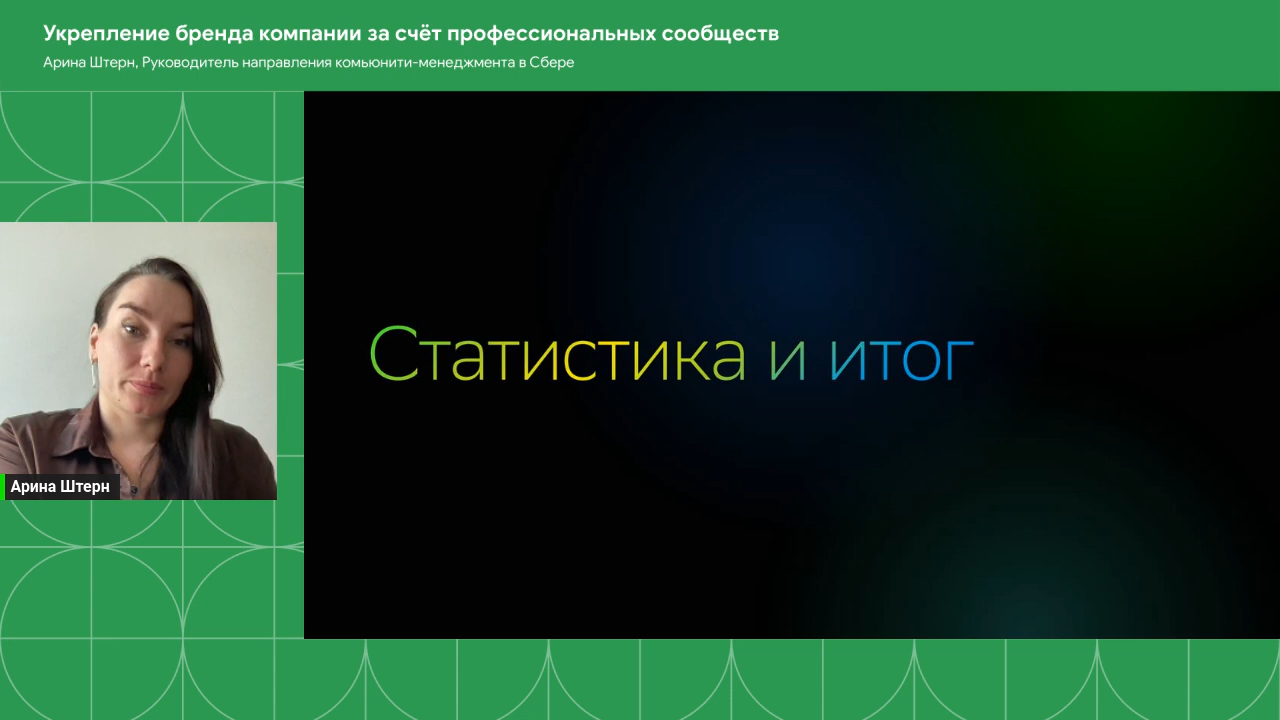 Укрепление бренда компании за счёт профессиональных сообществ
Арина Штерн, Руководитель направления комьюнити-менеджмента в Сбере
Статистика и итог
Арина Штерн